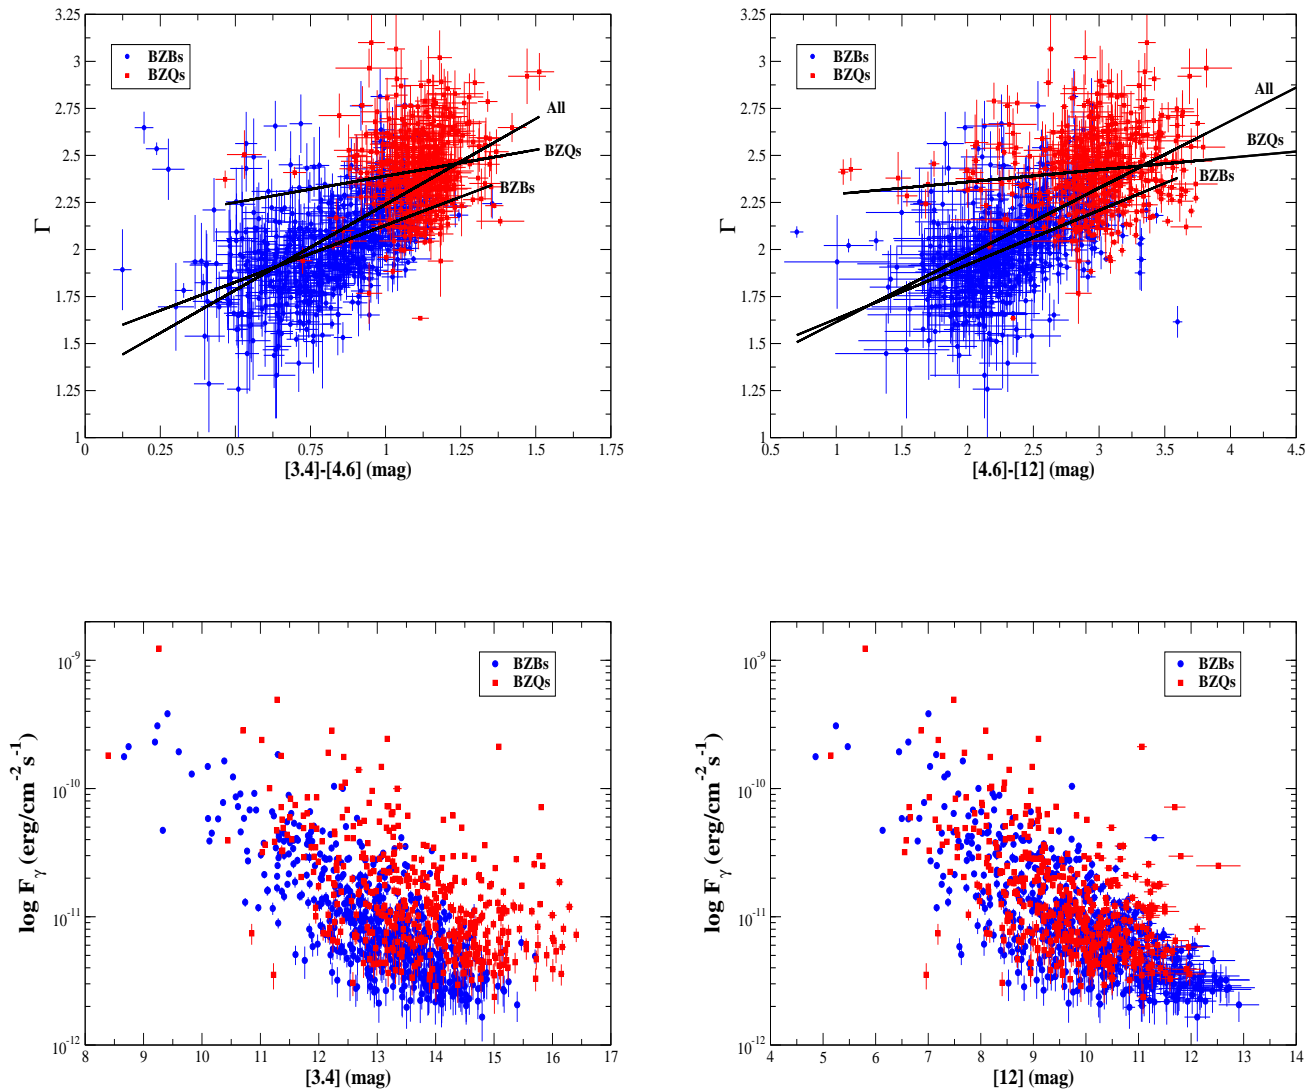 3.25
3
2.75
2.5
2.25
2
1.75
1.5
1.25
1
Γ
BZBs
BZQs
All
BZQs
BZBs
0 0.25 0.5 0.75 1 1.25 1.5 1.75
[3.4]-[4.6] (mag)
3.25
3
2.75
2.5
2.25
2
1.75
1.5
1.25
1
Γ
BZBs
BZQs
All
BZQs
BZBs
0.5 1 1.5 2 2.5 3 3.5 4 4.5
[4.6]-[12] (mag)
10^-9
10^-10
10^-11
10^-12
log F_γ (erg/cm^-2 s^-1)
BZBs
BZQs
8 9 10 11 12 13 14 15 16 17
[3.4] (mag)
10^-9
10^-10
10^-11
10^-12
log F_γ (erg/cm^-2 s^-1)
BZBs
BZQs
4 5 6 7 8 9 10 11 12 13 14
[12] (mag)